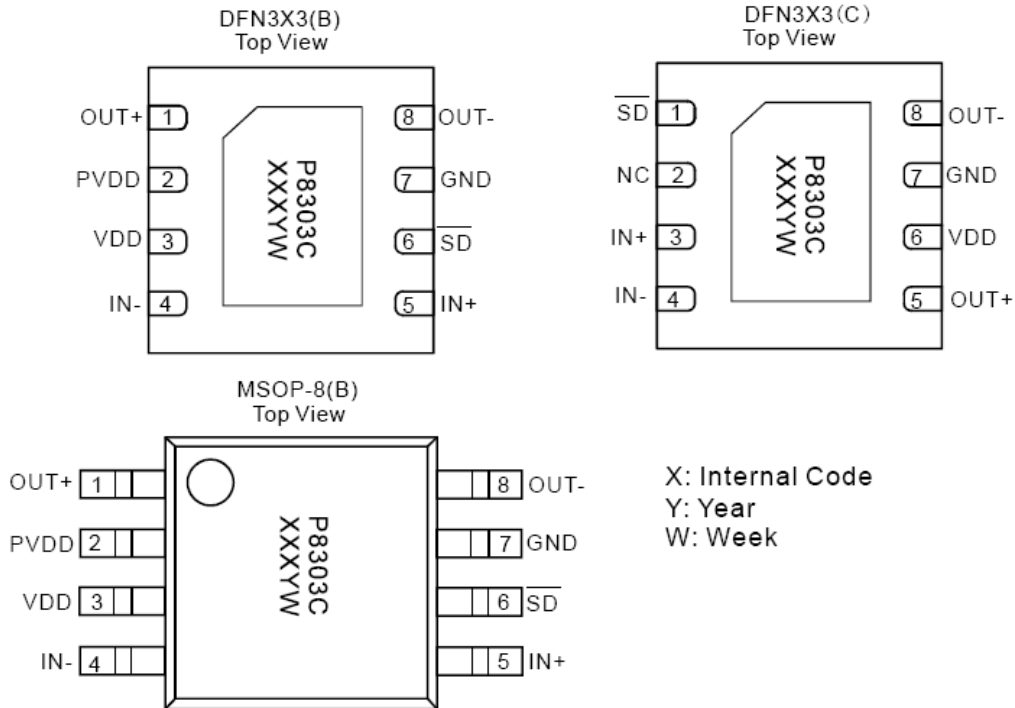 DFN3X3(B)
Top View
OUT+ 1
PVDD 2
VDD 3
IN- 4
8 OUT-
7 GND
6 S̅D̅
5 IN+
P8303C
XXXYW
DFN3X3(C)
Top View
S̅D̅ 1
NC 2
IN+ 3
IN- 4
8 OUT-
7 GND
6 VDD
5 OUT+
P8303C
XXXYW
MSOP-8(B)
Top View
OUT+ 1
PVDD 2
VDD 3
IN- 4
8 OUT-
7 GND
6 S̅D̅
5 IN+
P8303C
XXXYW
X: Internal Code
Y: Year
W: Week